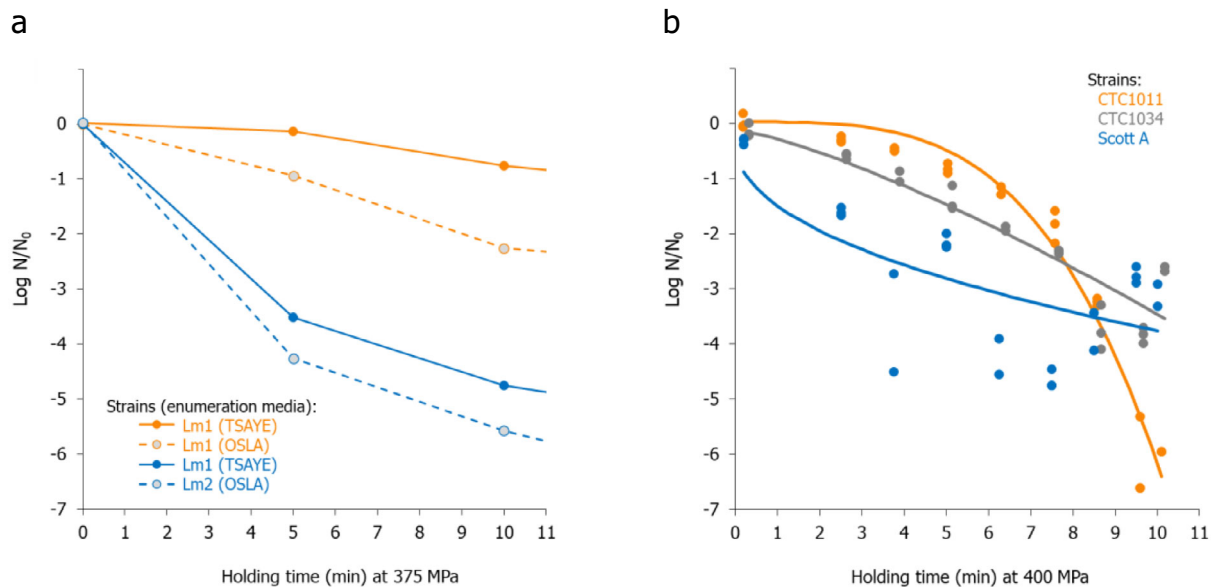 a
1
0
-1
-2
-3
-4
-5
-6
-7
Log N/N0
Strains (enumeration media):
Lm1 (TSAYE)
Lm1 (OSLA)
Lm1 (TSAYE)
Lm2 (OSLA)
0 1 2 3 4 5 6 7 8 9 10 11
Holding time (min) at 375 MPa
b
1
0
-1
-2
-3
-4
-5
-6
-7
Log N/N0
Strains:
CTC1011
CTC1034
Scott A
0 1 2 3 4 5 6 7 8 9 10 11
Holding time (min) at 400 MPa